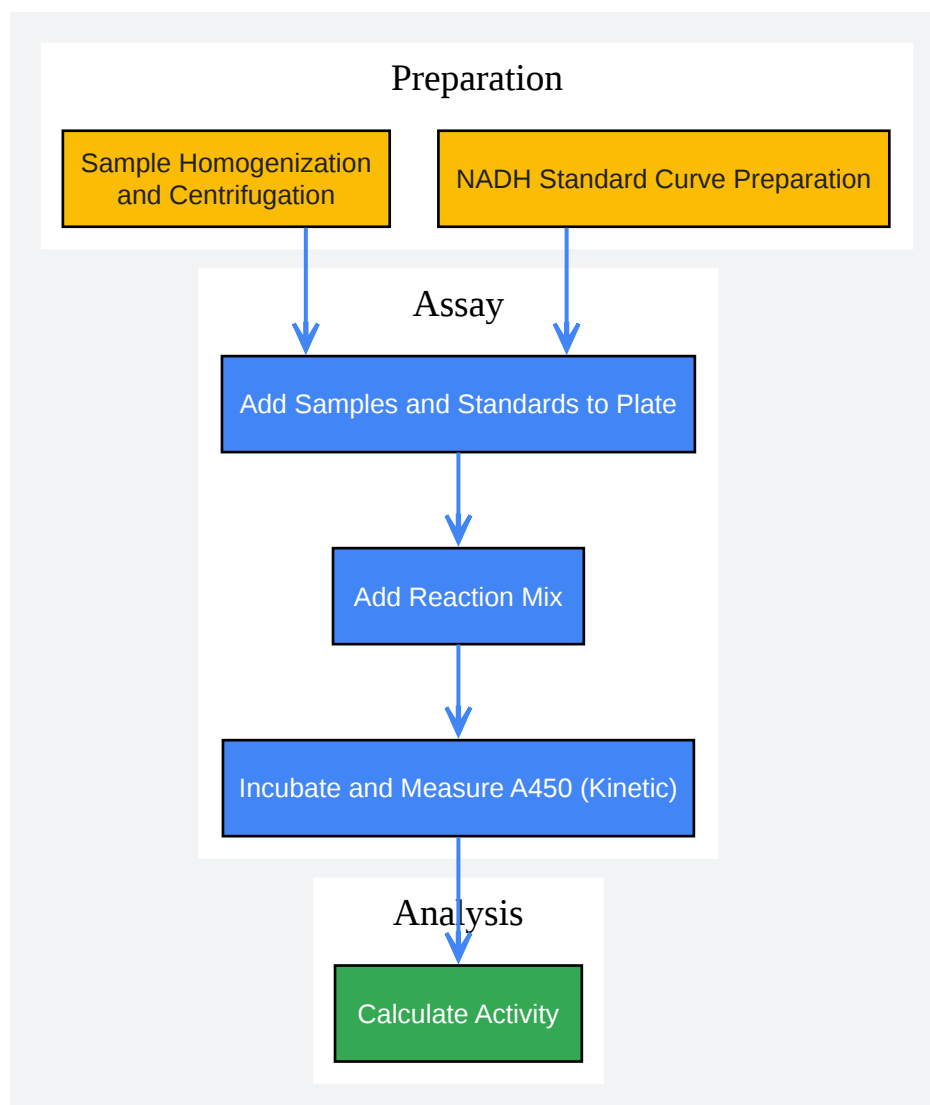 Preparation
Sample Homogenization
and Centrifugation
NADH Standard Curve Preparation
Assay
Add Samples and Standards to Plate
Add Reaction Mix
Incubate and Measure A450 (Kinetic)
Analysis
Calculate Activity